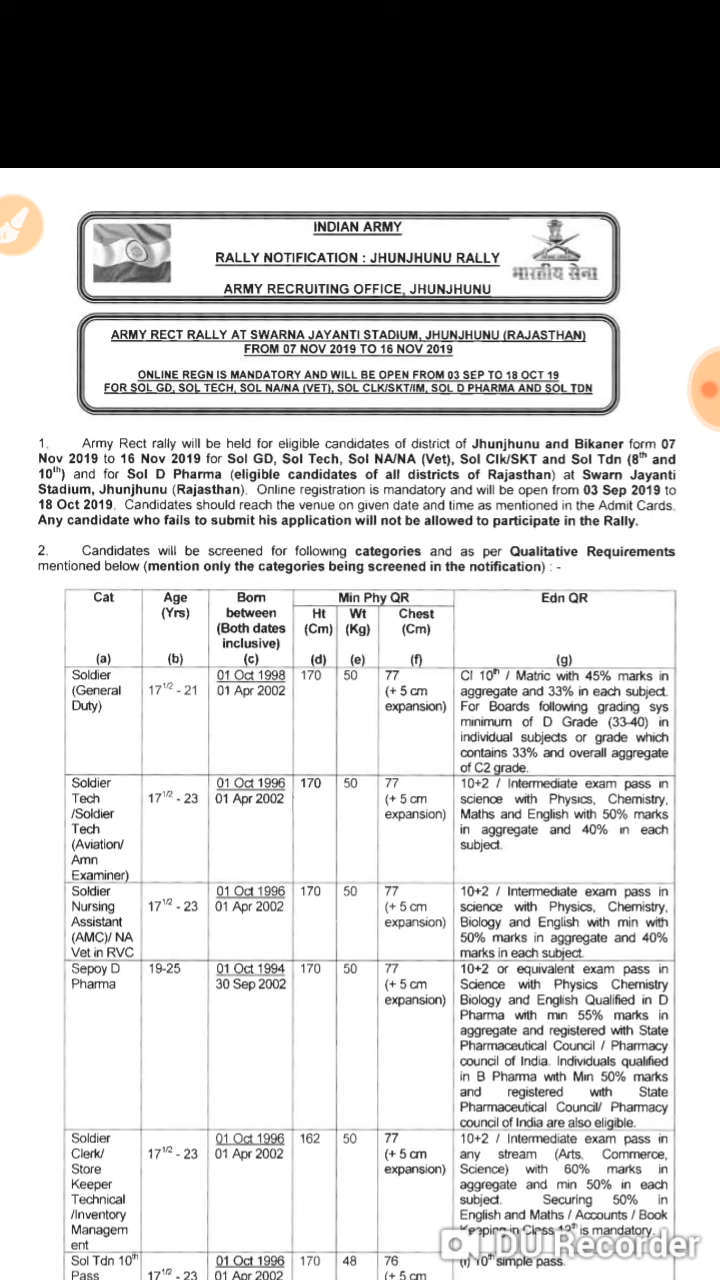 INDIAN ARMY
RALLY NOTIFICATION : JHUNJHUNU RALLY
ARMY RECRUITING OFFICE, JHUNJHUNU
भारतीय सेना
ARMY RECT RALLY AT SWARNA JAYANTI STADIUM, JHUNJHUNU (RAJASTHAN)
FROM 07 NOV 2019 TO 16 NOV 2019
ONLINE REGN IS MANDATORY AND WILL BE OPEN FROM 03 SEP TO 18 OCT 19
FOR SOL GD, SOL TECH, SOL NA/NA (VET), SOL CLK/SKT/IM, SOL D PHARMA AND SOL TDN
1. Army Rect rally will be held for eligible candidates of district of Jhunjhunu and Bikaner form 07
Nov 2019 to 16 Nov 2019 for Sol GD, Sol Tech, Sol NA/NA (Vet), Sol Clk/SKT and Sol Tdn (8th and
10th) and for Sol D Pharma (eligible candidates of all districts of Rajasthan) at Swarn Jayanti
Stadium, Jhunjhunu (Rajasthan). Online registration is mandatory and will be open from 03 Sep 2019 to
18 Oct 2019. Candidates should reach the venue on given date and time as mentioned in the Admit Cards.
Any candidate who fails to submit his application will not be allowed to participate in the Rally.
2. Candidates will be screened for following categories and as per Qualitative Requirements
mentioned below (mention only the categories being screened in the notification) : -
Cat Age Born Min Phy QR Edn QR
(Yrs) between Ht Wt Chest
(Both dates (Cm) (Kg) (Cm)
inclusive)
(a) (b) (c) (d) (e) (f) (g)
Soldier 01 Oct 1998 170 50 77 Cl 10th / Matric with 45% marks in
(General 17 1/2 - 21 01 Apr 2002 (+ 5 cm aggregate and 33% in each subject.
Duty) expansion) For Boards following grading sys
minimum of D Grade (33-40) in
individual subjects or grade which
contains 33% and overall aggregate
of C2 grade.
Soldier 01 Oct 1996 170 50 77 10+2 / Intermediate exam pass in
Tech 17 1/2 - 23 01 Apr 2002 (+ 5 cm science with Physics, Chemistry,
/Soldier expansion) Maths and English with 50% marks
Tech in aggregate and 40% in each
(Aviation/ subject.
Amn
Examiner)
Soldier 01 Oct 1996 170 50 77 10+2 / Intermediate exam pass in
Nursing 17 1/2 - 23 01 Apr 2002 (+ 5 cm science with Physics, Chemistry,
Assistant expansion) Biology and English with min with
(AMC)/ NA 50% marks in aggregate and 40%
Vet in RVC marks in each subject.
Sepoy D 19-25 01 Oct 1994 170 50 77 10+2 or equivalent exam pass in
Pharma 30 Sep 2002 (+ 5 cm Science with Physics Chemistry
expansion) Biology and English Qualified in D
Pharma with min 55% marks in
aggregate and registered with State
Pharmaceutical Council / Pharmacy
council of India. Individuals qualified
in B Pharma with Min 50% marks
and registered with State
Pharmaceutical Council/ Pharmacy
council of India are also eligible.
Soldier 01 Oct 1996 162 50 77 10+2 / Intermediate exam pass in
Clerk/ 17 1/2 - 23 01 Apr 2002 (+ 5 cm any stream (Arts, Commerce,
Store expansion) Science) with 60% marks in
Keeper aggregate and min 50% in each
Technical subject. Securing 50% in
/Inventory English and Maths / Accounts / Book
Managem Keeping in Class 12th is mandatory.
ent
DU Recorder
Sol Tdn 10th 01 Oct 1996 170 48 76 (i) 10th simple pass.
Pass 17 1/2 - 23 01 Apr 2002 (+ 5 cm